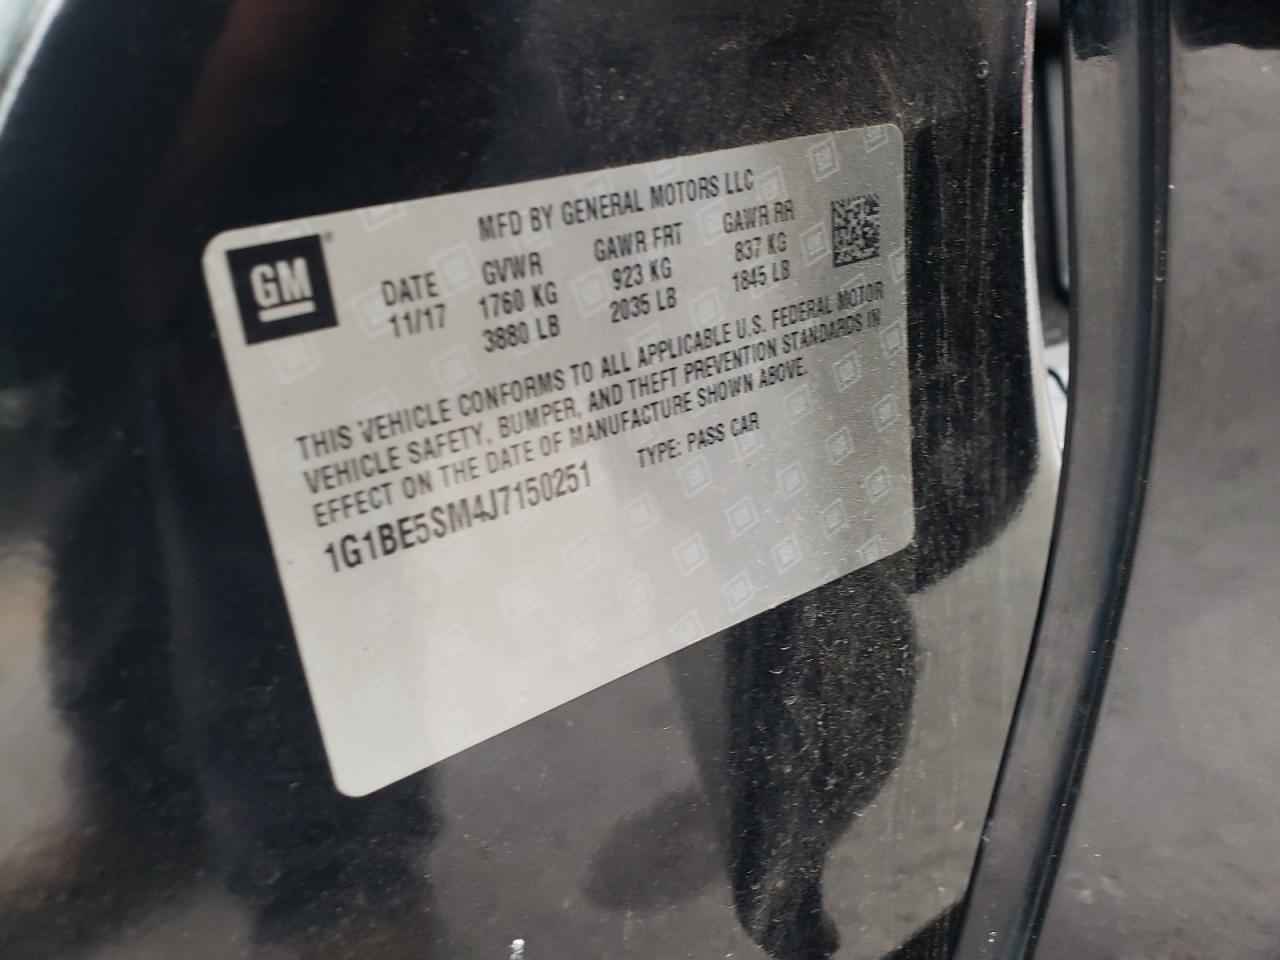 MFD BY GENERAL MOTORS LLC
GM
DATE GVWR GAWR FRT GAWR RR
11/17 1760 KG 923 KG 837 KG
3880 LB 2035 LB 1845 LB
THIS VEHICLE CONFORMS TO ALL APPLICABLE U.S. FEDERAL MOTOR
VEHICLE SAFETY, BUMPER, AND THEFT PREVENTION STANDARDS IN
EFFECT ON THE DATE OF MANUFACTURE SHOWN ABOVE.
1G1BE5SM4J7150251 TYPE: PASS CAR